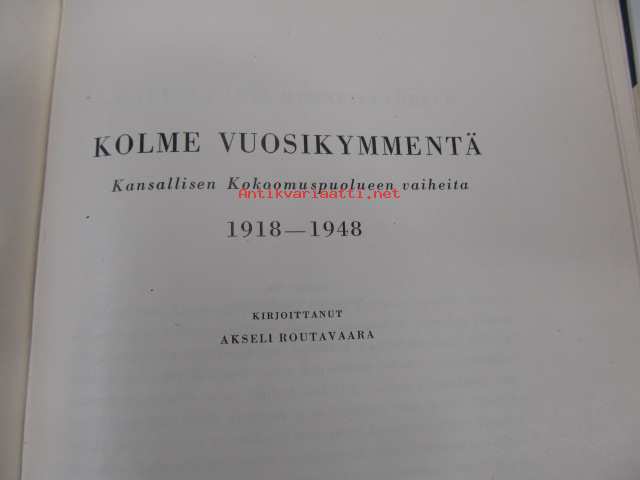 KOLME VUOSIKYMMENTÄ
Kansallisen Kokoomuspuolueen vaiheita
Antikvariaatti.net
1918—1948
KIRJOITTANUT
AKSELI ROUTAVAARA